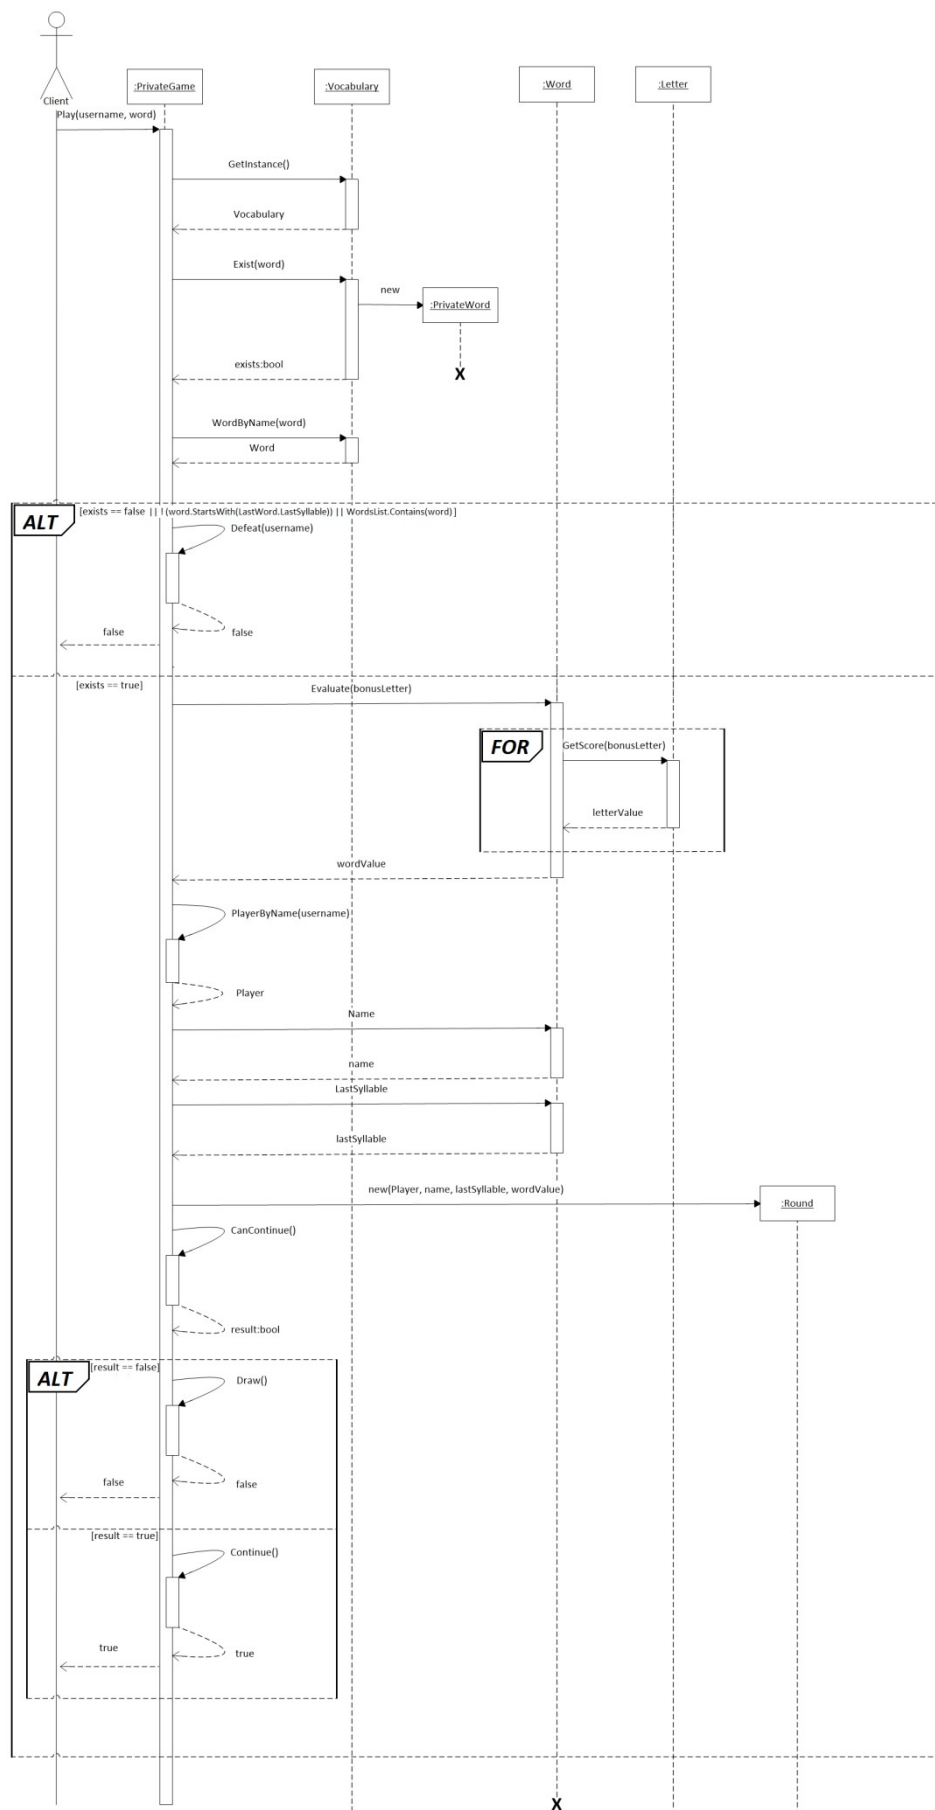 :PrivateGame
:Vocabulary
:Word
:Letter
Client
Play(username, word)
GetInstance()
Vocabulary
Exist(word)
new
:PrivateWord
exists:bool
X
WordByName(word)
Word
ALT
[exists == false || !(word.StartsWith(LastWord.LastSyllable)) || WordsList.Contains(word)]
Defeat(username)
false
false
[exists == true]
Evaluate(bonusLetter)
FOR
GetScore(bonusLetter)
letterValue
wordValue
PlayerByName(username)
Player
Name
name
LastSyllable
lastSyllable
new(Player, name, lastSyllable, wordValue)
:Round
CanContinue()
result:bool
ALT
[result == false]
Draw()
false
false
[result == true]
Continue()
true
true
X